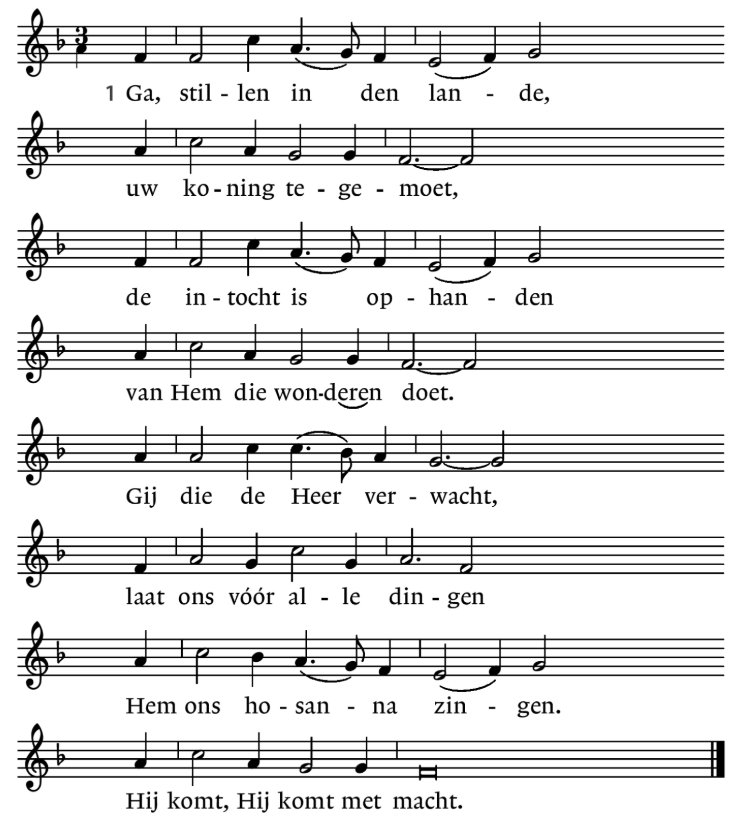 3
4
1 Ga, stil - len in den lan - de,
uw ko - ning te - ge - moet,
de in - tocht is op - han - den
van Hem die won-deren doet.
Gij die de Heer ver - wacht,
laat ons vóór al - le din - gen
Hem ons ho - san - na zin - gen.
Hij komt, Hij komt met macht.